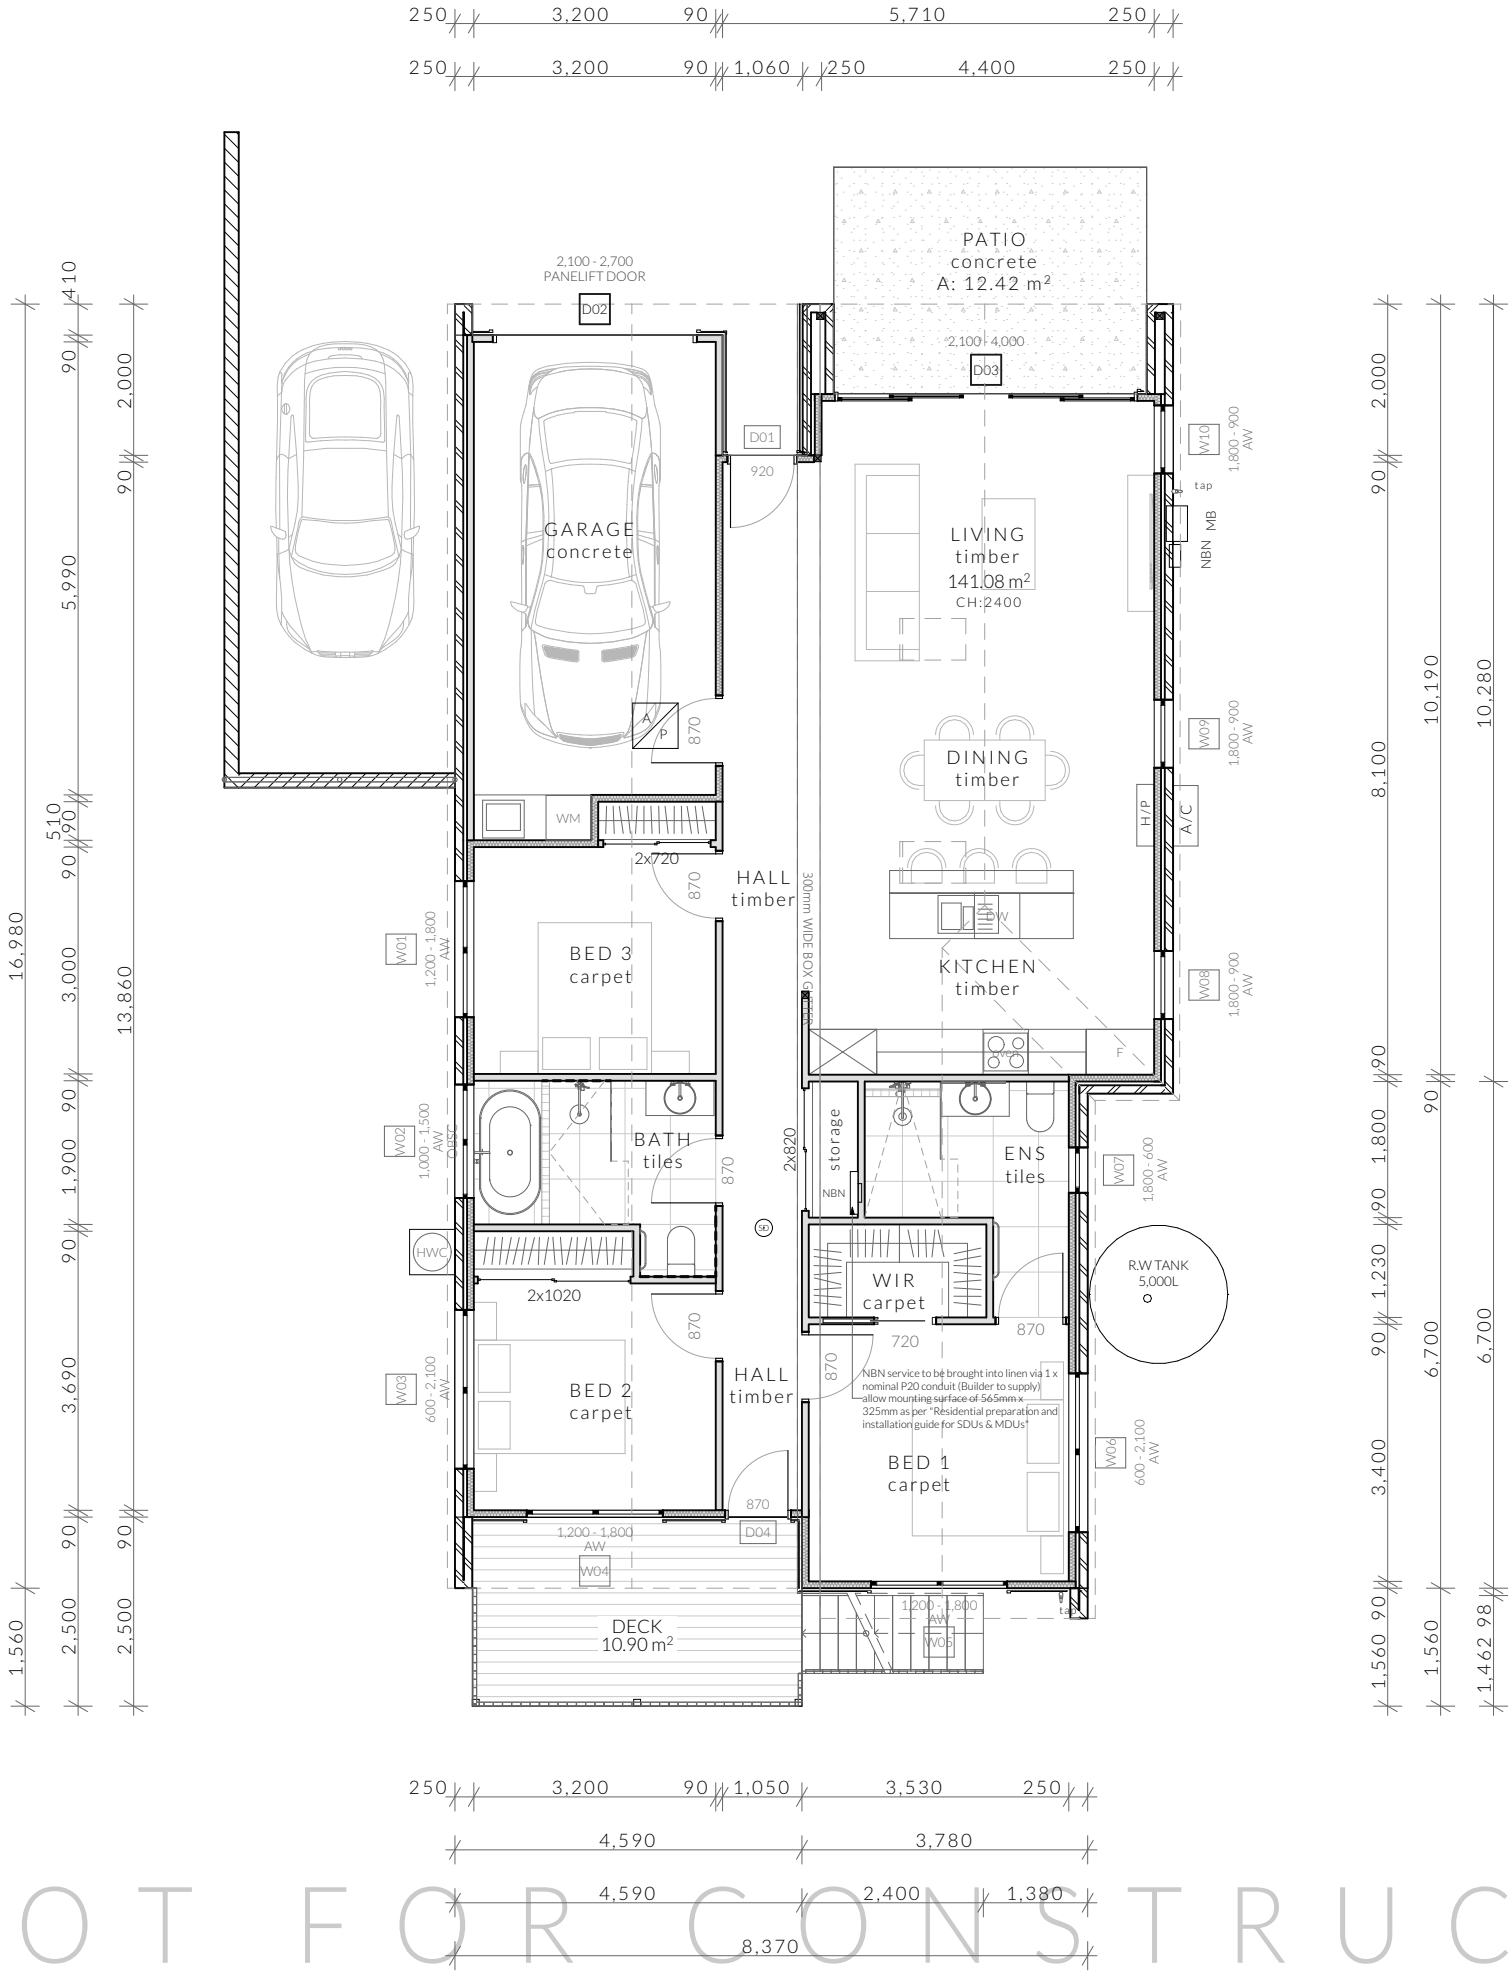 250 3,200 90 5,710 250
250 3,200 90 1,060 250 4,400 250
PATIO
concrete
A: 12.42 m²
2,100 - 2,700
PANELIFT DOOR
D02
2,100 - 4,000
D03
D01
920
W10
1,800 - 900
AW
tap
MB
NBN
GARAGE
concrete
LIVING
timber
141.08 m²
CH:2400
A
P
870
W09
1,800 - 900
AW
DINING
timber
H/P
A/C
WM
2x720
870
HALL
timber
300mm WIDE BOX GUTTER
DW
W01
1,200 - 1,800
AW
BED 3
carpet
KITCHEN
timber
W08
1,800 - 900
AW
oven
F
W02
1,000 - 1,500
AW
OBSC
BATH
tiles
870
2x820
storage
NBN
ENS
tiles
W07
1,800 - 600
AW
HWC
SD
2x1020
WIR
carpet
R.W TANK
5,000L
870
720
870
870
NBN service to be brought into linen via 1 x
nominal P20 conduit (Builder to supply)
allow mounting surface of 565mm x
325mm as per "Residential preparation and
installation guide for SDUs & MDUs"
W03
600 - 2,100
AW
BED 2
carpet
HALL
timber
BED 1
carpet
W06
600 - 2,100
AW
870
D04
1,200 - 1,800
AW
W04
DECK
10.90 m²
1,200 - 1,800
AW
W05
tap
16,980
1,560
410
90
5,990
90
510
90
3,000
90
1,900
90
3,690
90
2,500
2,000
90
13,860
90
2,500
2,000
90
8,100
90
1,800
90
1,230
90
3,400
90
1,560
10,190
90
6,700
1,560
10,280
6,700
98
1,462
250 3,200 90 1,050 3,530 250
4,590 3,780
4,590 2,400 1,380
8,370
OT FOR CONSTRUC